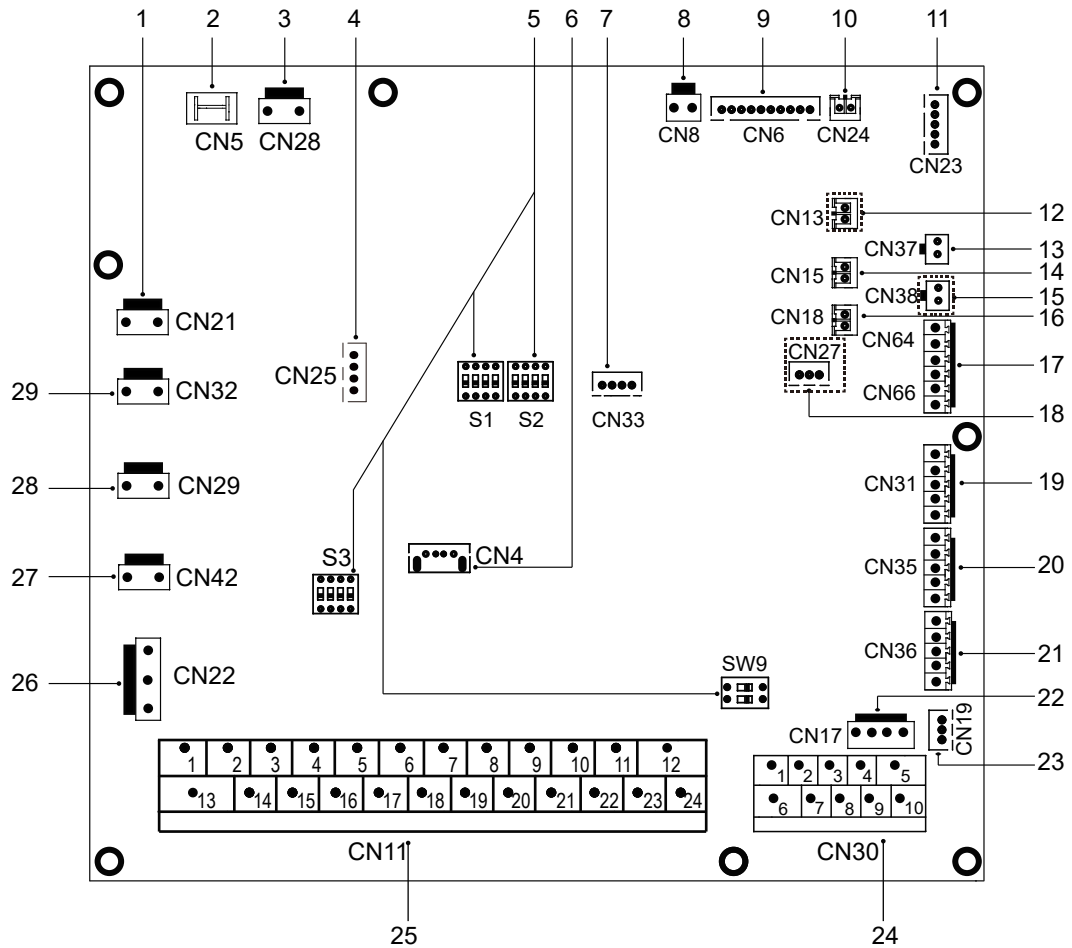 1 2 3 4 5 6 7 8 9 10 11
CN5 CN28 CN8 CN6 CN24
CN23
CN13 12
CN37 13
CN15 14
CN38 15
CN21 CN18 16
CN64
CN27
CN25 17
29 CN32 CN66
S1 S2 CN33 18
28 CN29 CN31 19
S3 CN4
27 CN42 CN35 20
CN36 21
26 CN22 SW9
22
CN17 CN19
23
1 2 3 4 5 6 7 8 9 10 11 12
1 2 3 4 5
13 14 15 16 17 18 19 20 21 22 23 24
6 7 8 9 10
CN11 CN30
25 24